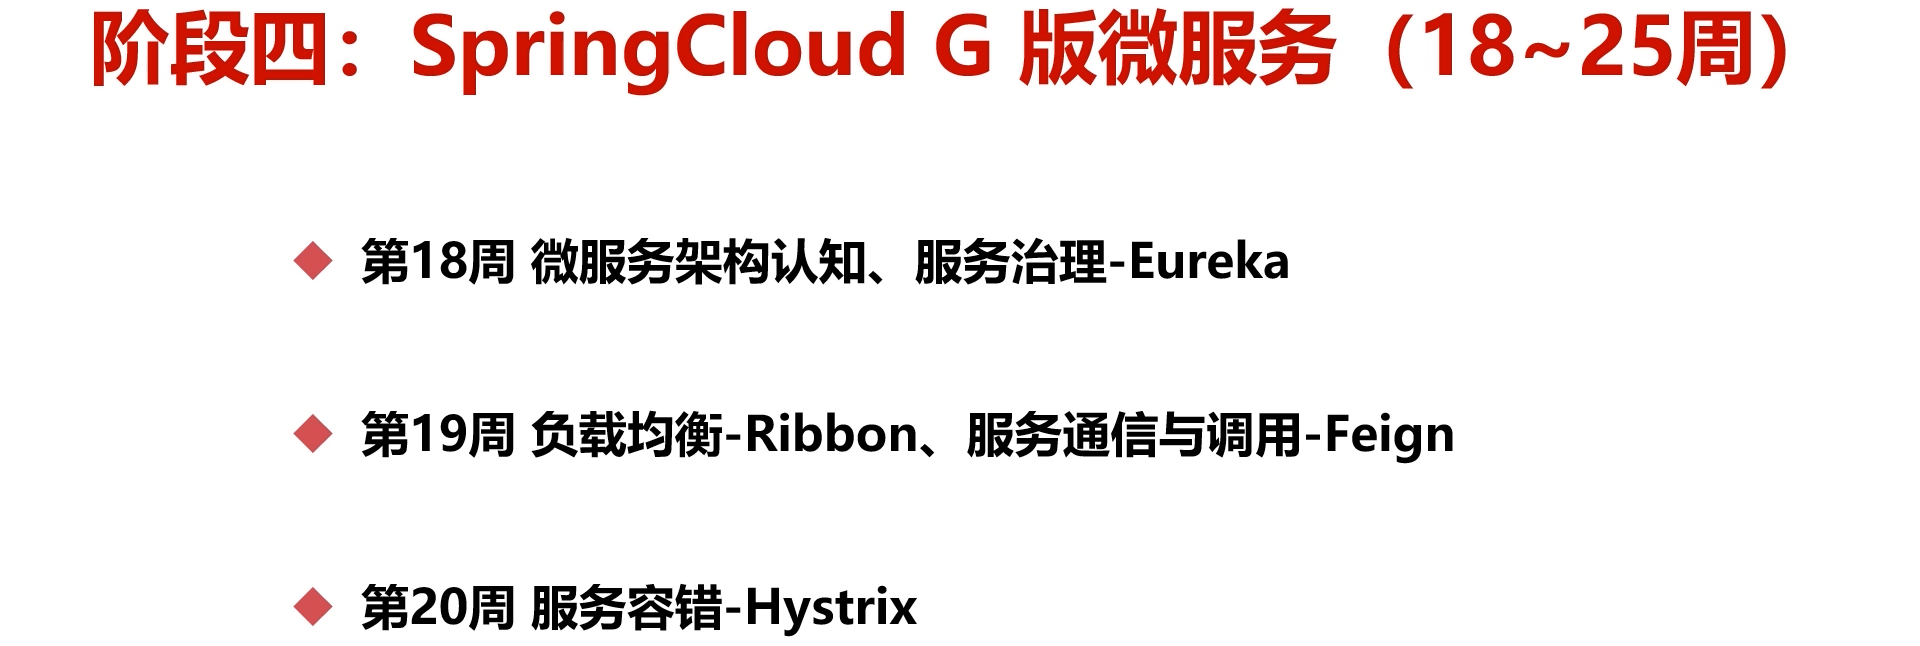 阶段四：SpringCloud G 版微服务（18~25周）
第18周 微服务架构认知、服务治理-Eureka
第19周 负载均衡-Ribbon、服务通信与调用-Feign
第20周 服务容错-Hystrix